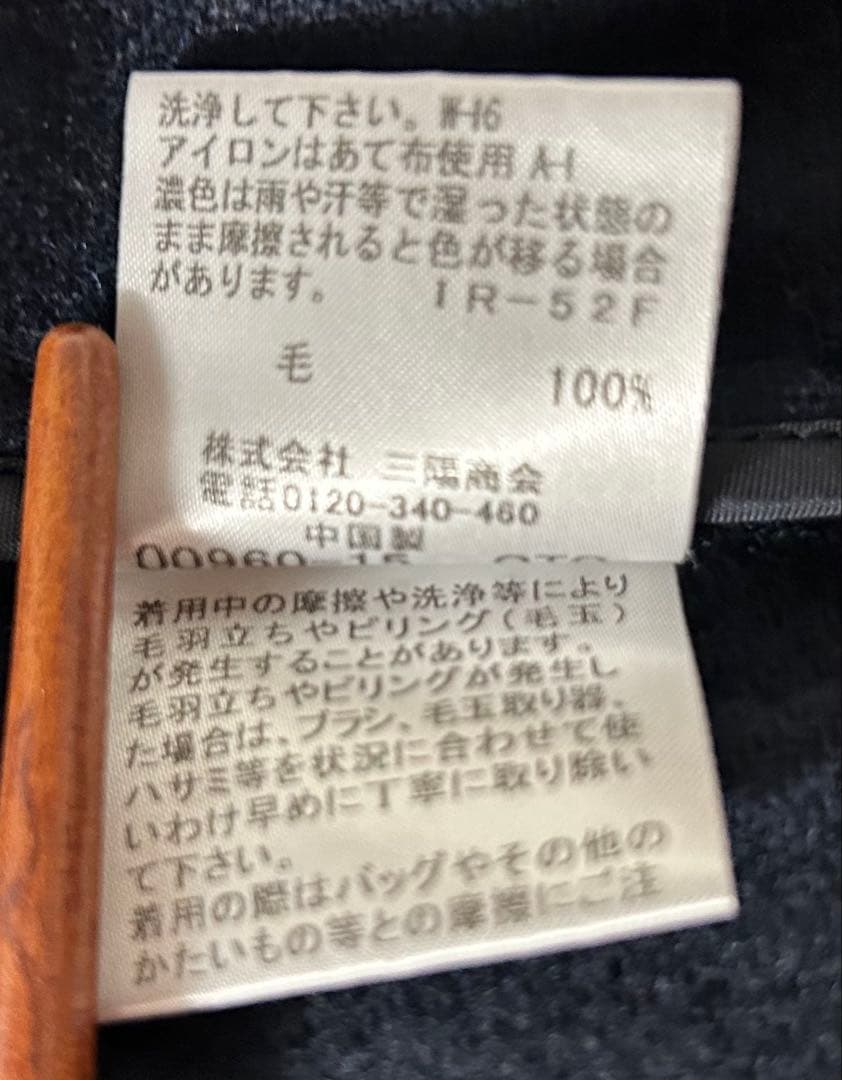 洗浄して下さい。W-16
アイロンはあて布使用 A-1
濃色は雨や汗等で湿った状態の
まま摩擦されると色が移る場合
があります。 IR-52F
毛 100%
株式会社 三陽商会
電話0120-340-460
中国製
00960 15
着用中の摩擦や洗浄等により
毛羽立ちやピリング(毛玉)
が発生することがあります。
毛羽立ちやピリングが発生し
た場合は、ブラシ、毛玉取り器、
ハサミ等を状況に合わせて使
いわけ早めに丁寧に取り除い
て下さい。
着用の際はバッグやその他の
かたいもの等との摩擦にご注